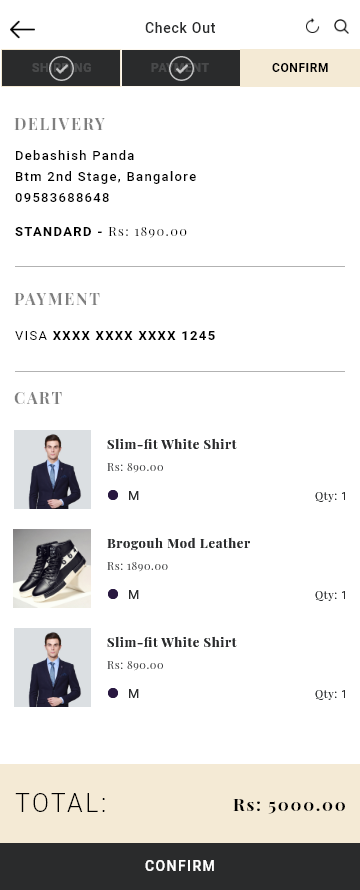 Check Out
SHIPPING PAYMENT CONFIRM
DELIVERY
Debashish Panda
Btm 2nd Stage, Bangalore
09583688648
STANDARD - Rs: 1890.00
PAYMENT
VISA XXXX XXXX XXXX 1245
CART
Slim-fit White Shirt
Rs: 890.00
M Qty: 1
Brogouh Mod Leather
Rs: 1890.00
M Qty: 1
Slim-fit White Shirt
Rs: 890.00
M Qty: 1
TOTAL: Rs: 5000.00
CONFIRM